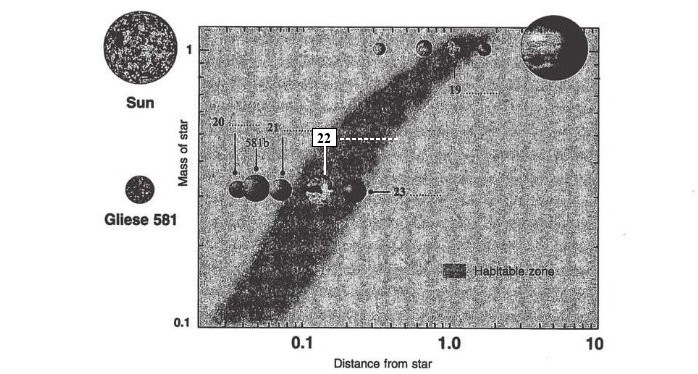 Sun
Gliese 581
Mass of star
1
0.1
20
581b
21
22
19
23
Habitable zone
0.1
1.0
10
Distance from star